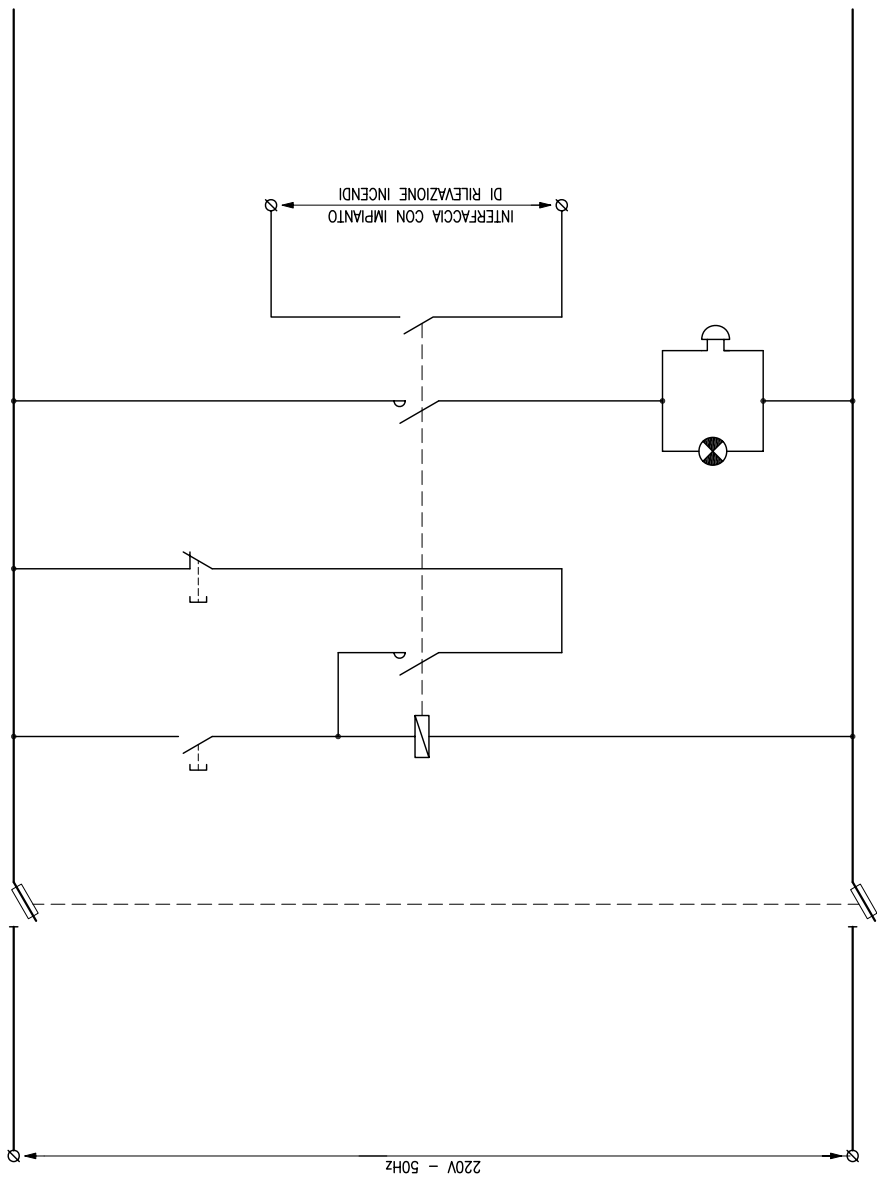 220V - 50Hz
INTERFACCIA CON IMPIANTO
DI RILEVAZIONE INCENDI